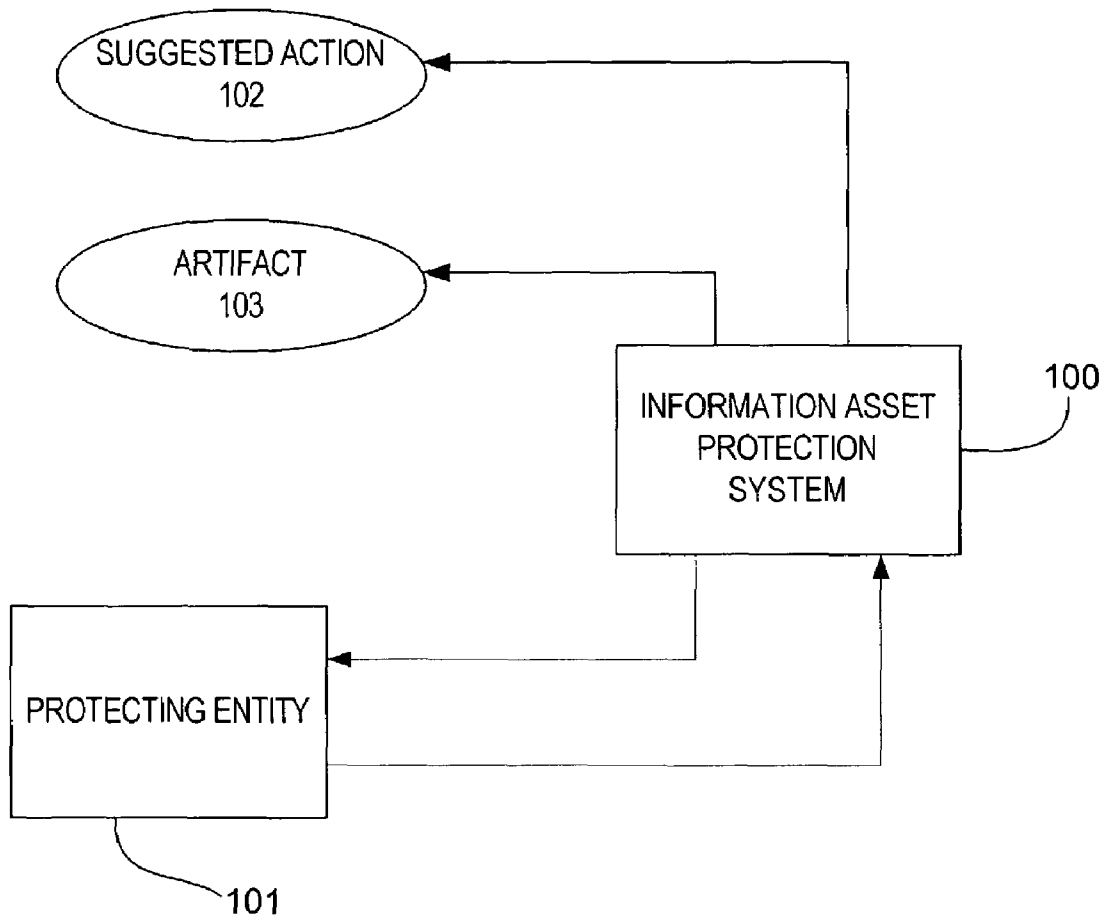 SUGGESTED ACTION
102
ARTIFACT
103
100
INFORMATION ASSET
PROTECTION
SYSTEM
PROTECTING ENTITY
101